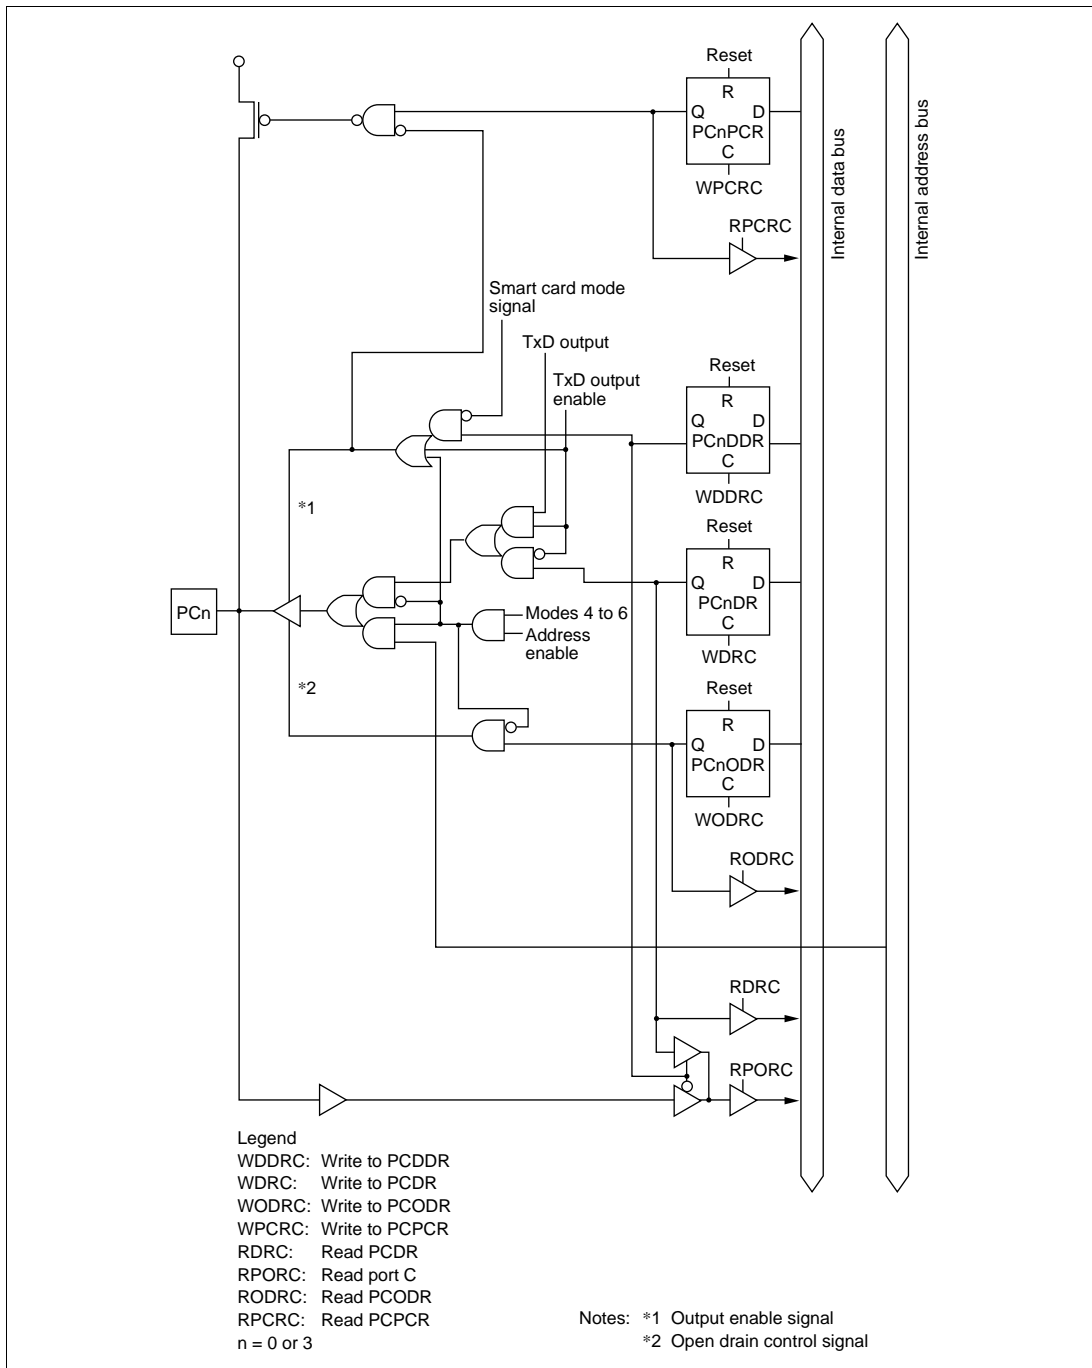 Reset
R
Q D
PCnPCR
C
WPCRC
RPCRC
Internal data bus
Internal address bus
Smart card mode
signal
TxD output
TxD output
enable
Reset
R
Q D
PCnDDR
C
WDDRC
*1
Reset
R
Q D
PCnDR
C
WDRC
PCn
Modes 4 to 6
Address
enable
*2
Reset
R
Q D
PCnODR
C
WODRC
RODRC
RDRC
RPORC
Legend
WDDRC: Write to PCDDR
WDRC: Write to PCDR
WODRC: Write to PCODR
WPCRC: Write to PCPCR
RDRC: Read PCDR
RPORC: Read port C
RODRC: Read PCODR
RPCRC: Read PCPCR
n = 0 or 3
Notes: *1 Output enable signal
*2 Open drain control signal